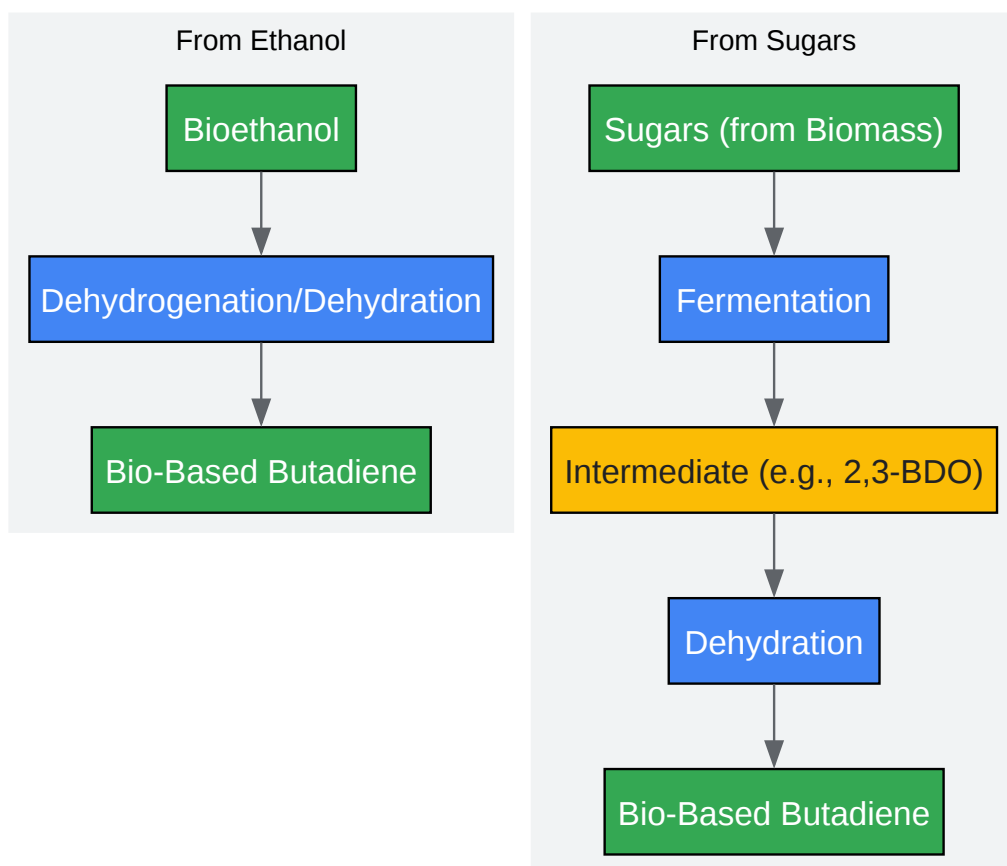 From Ethanol
Bioethanol
Dehydrogenation/Dehydration
Bio-Based Butadiene
From Sugars
Sugars (from Biomass)
Fermentation
Intermediate (e.g., 2,3-BDO)
Dehydration
Bio-Based Butadiene